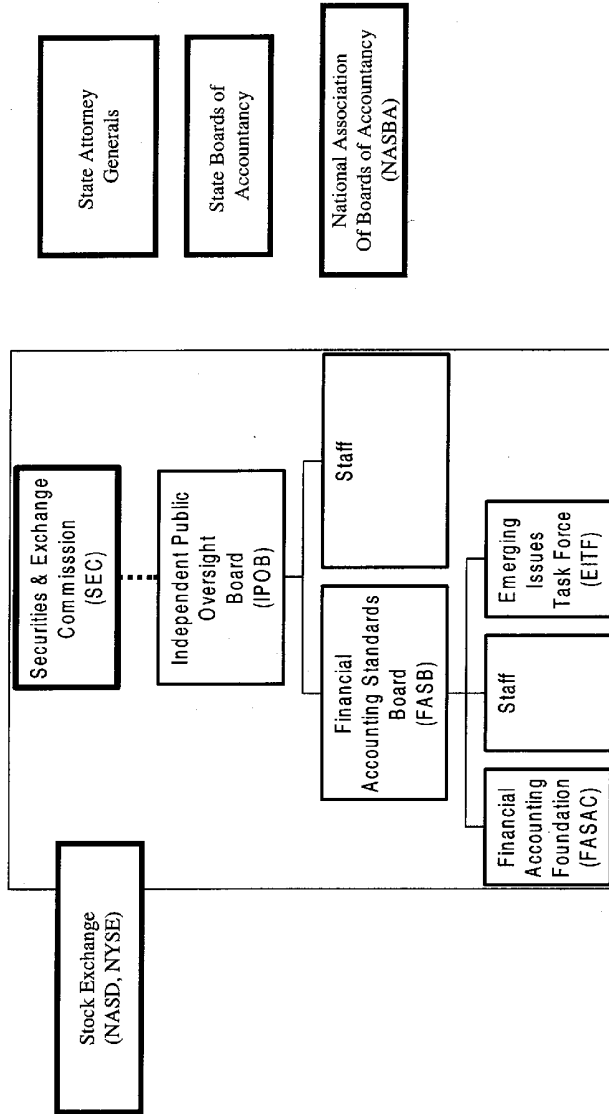 Stock Exchange
(NASD, NYSE)
Securities & Exchange
Commisssion
(SEC)
Independent Public
Oversight
Board
(IPOB)
Financial
Accounting Standards
Board
(FASB)
Staff
Financial
Accounting
Foundation
(FASAC)
Staff
Emerging
Issues
Task Force
(EITF)
State Attorney
Generals
State Boards of
Accountancy
National Association
Of Boards of Accountancy
(NASBA)